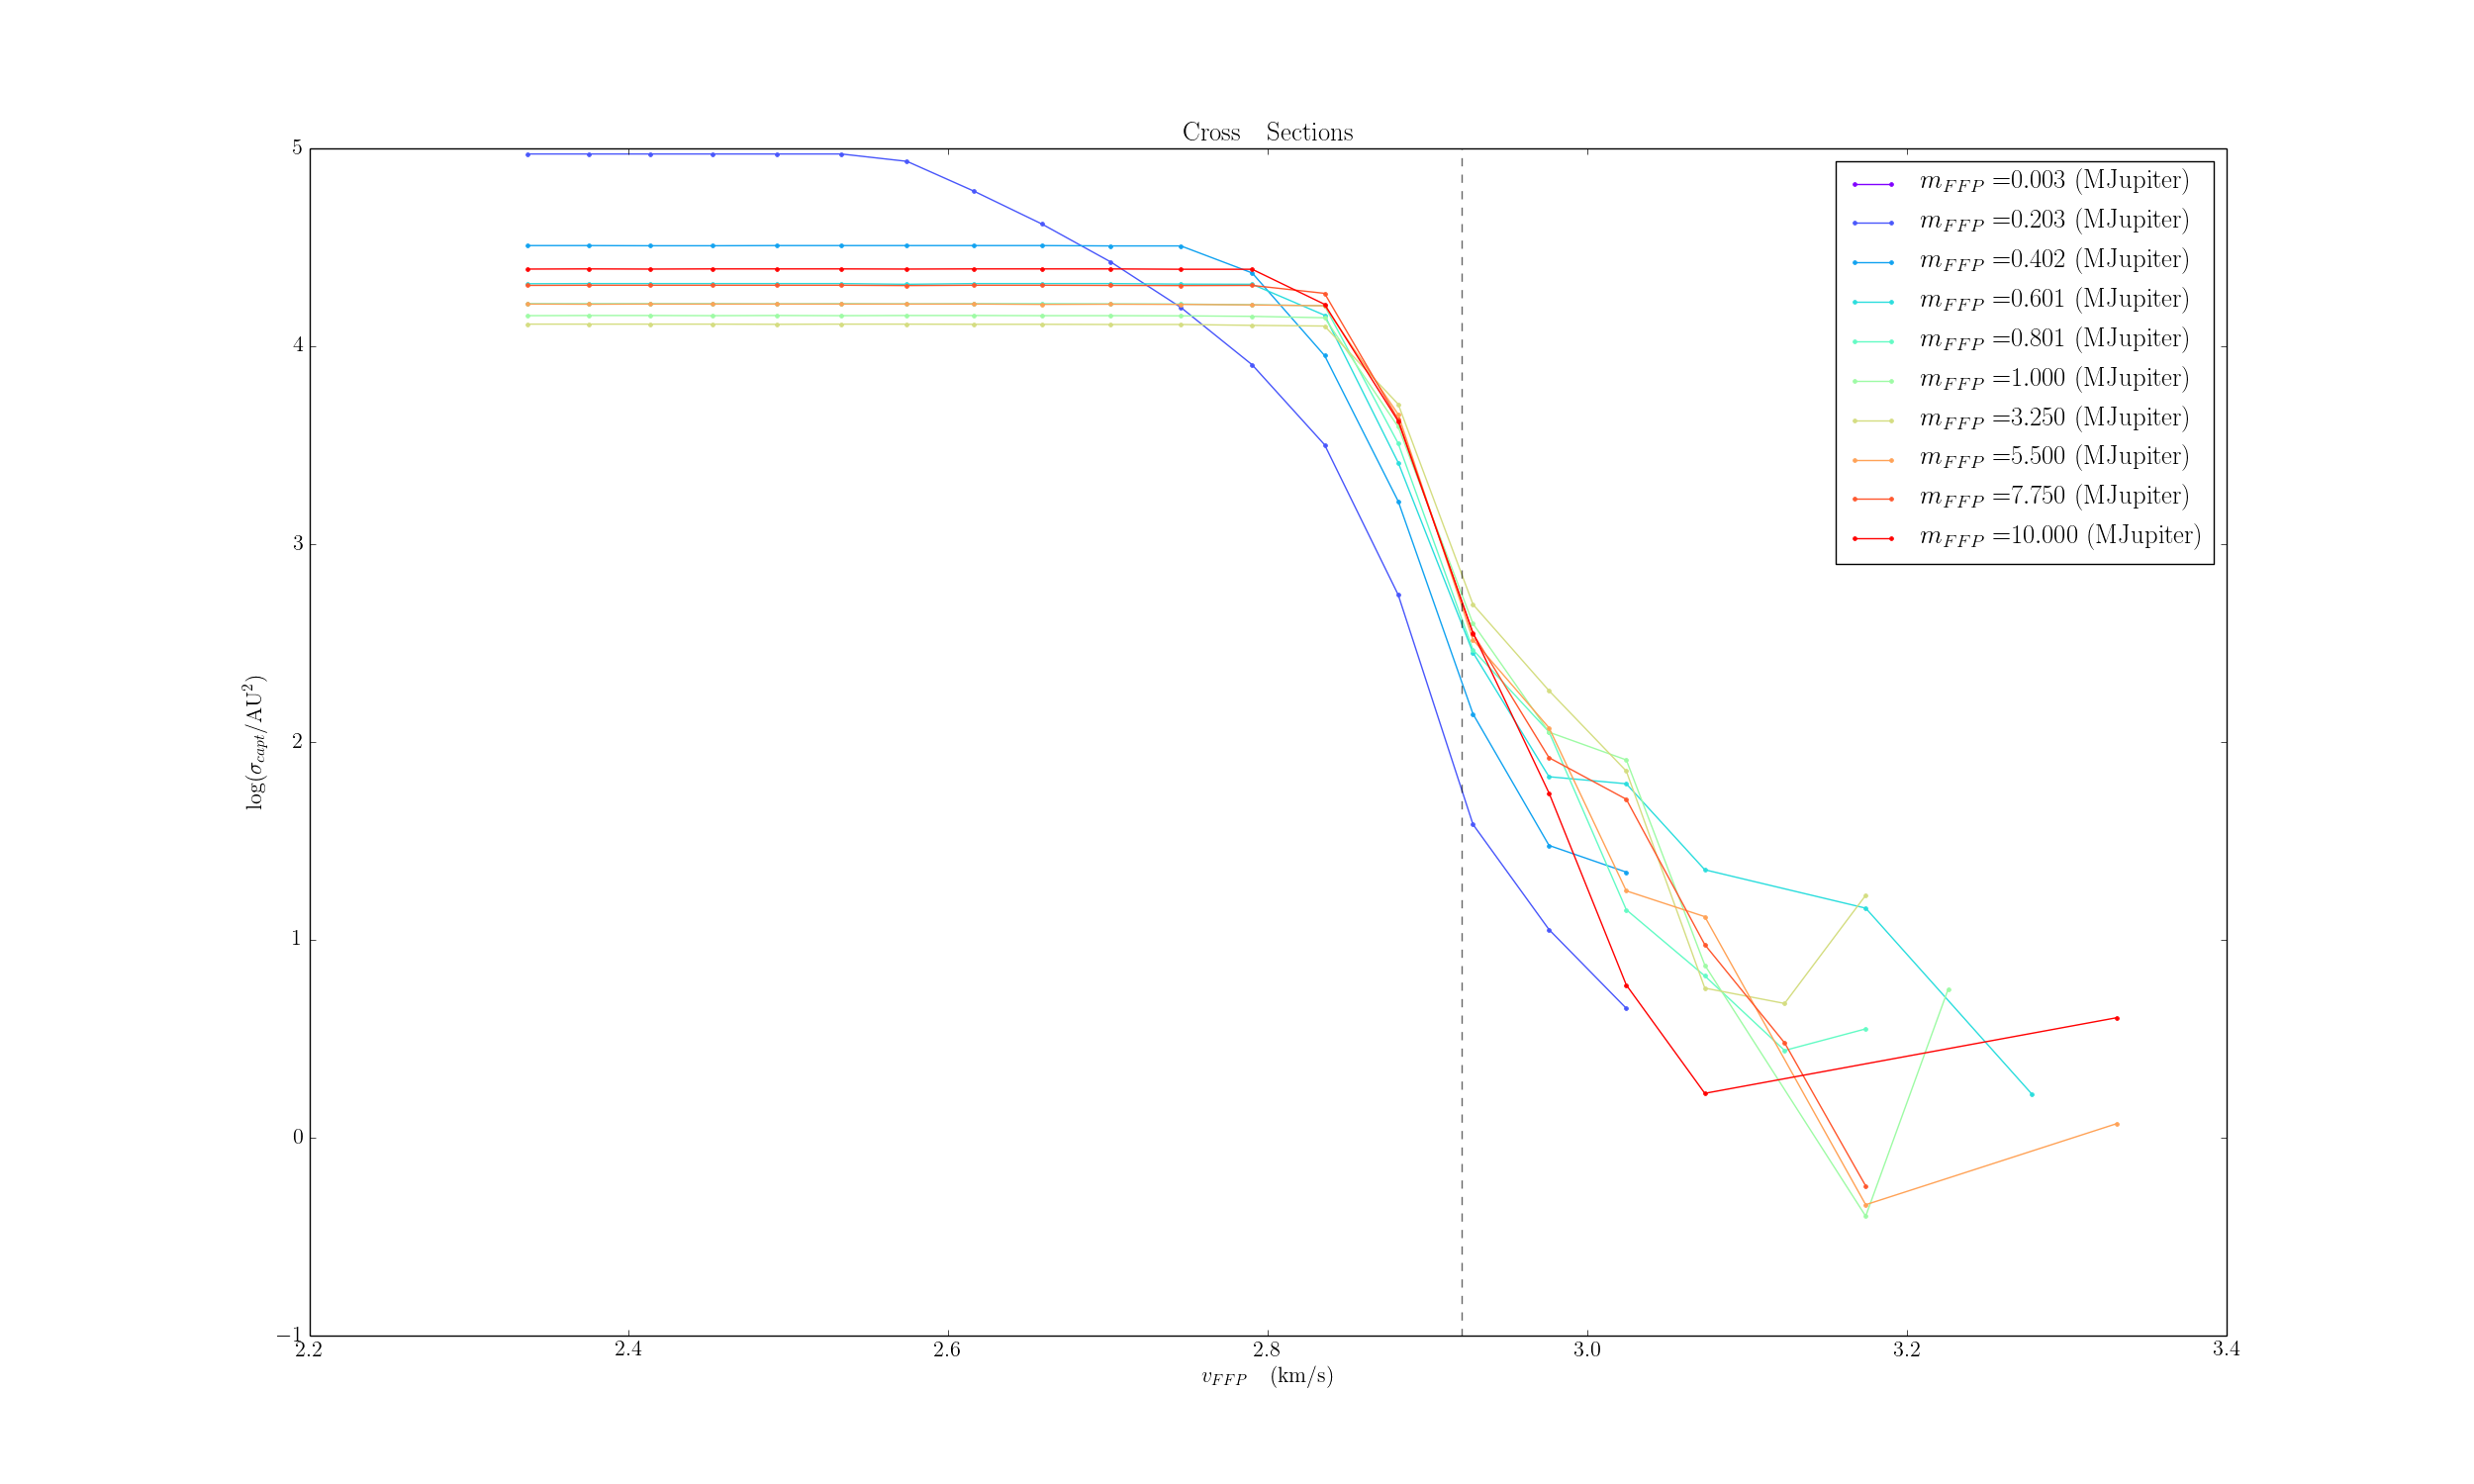 Cross Sections
5
4
3
2
1
0
−1
log(σcapt/AU²)
mFFP =0.003 (MJupiter)
mFFP =0.203 (MJupiter)
mFFP =0.402 (MJupiter)
mFFP =0.601 (MJupiter)
mFFP =0.801 (MJupiter)
mFFP =1.000 (MJupiter)
mFFP =3.250 (MJupiter)
mFFP =5.500 (MJupiter)
mFFP =7.750 (MJupiter)
mFFP =10.000 (MJupiter)
2.2 2.4 2.6 2.8 3.0 3.2 3.4
vFFP (km/s)